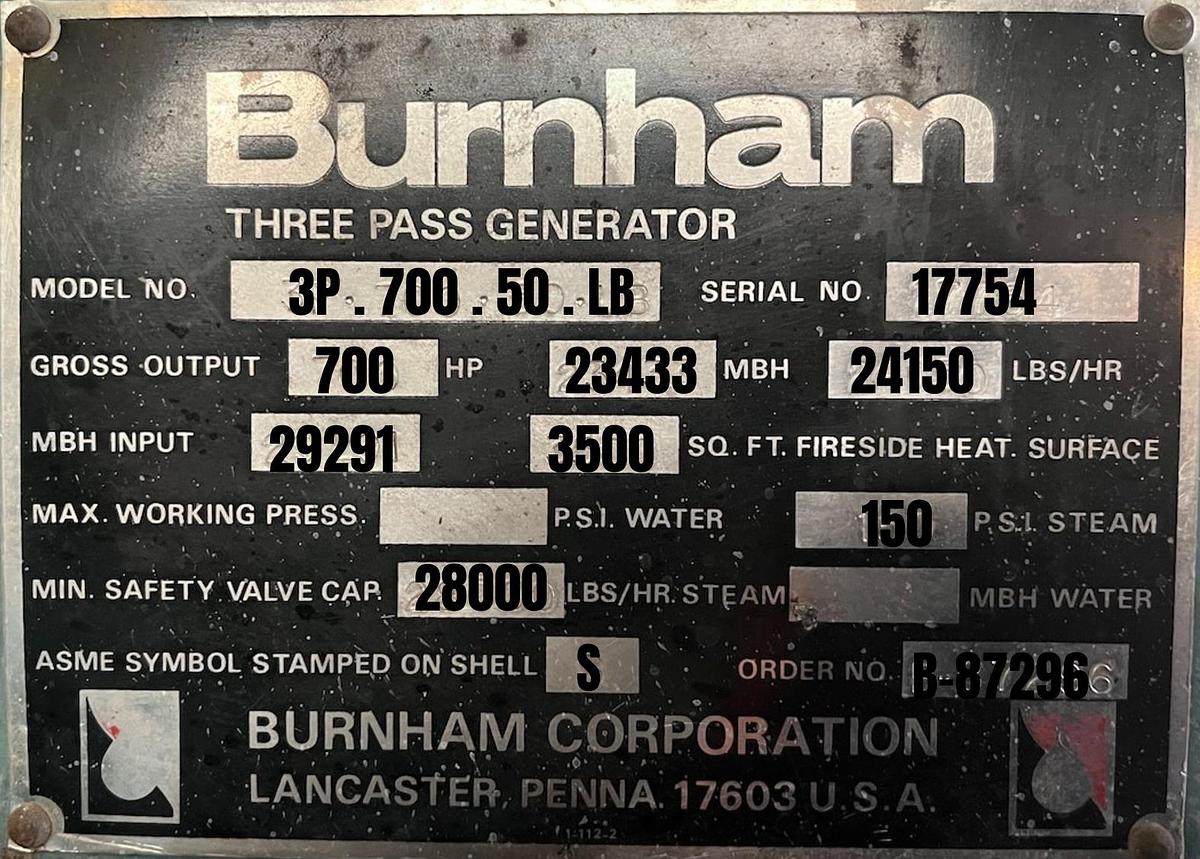 Burnham
THREE PASS GENERATOR
MODEL NO. 3P . 700 . 50 . LB SERIAL NO. 17754
GROSS OUTPUT 700 HP 23433 MBH 24150 LBS/HR
MBH INPUT 29291 3500 SQ. FT. FIRESIDE HEAT. SURFACE
MAX. WORKING PRESS. P.S.I. WATER 150 P.S.I. STEAM
MIN. SAFETY VALVE CAP. 28000 LBS/HR. STEAM MBH WATER
ASME SYMBOL STAMPED ON SHELL S ORDER NO. B-87296
BURNHAM CORPORATION
LANCASTER, PENNA. 17603 U.S.A.
1-112-2